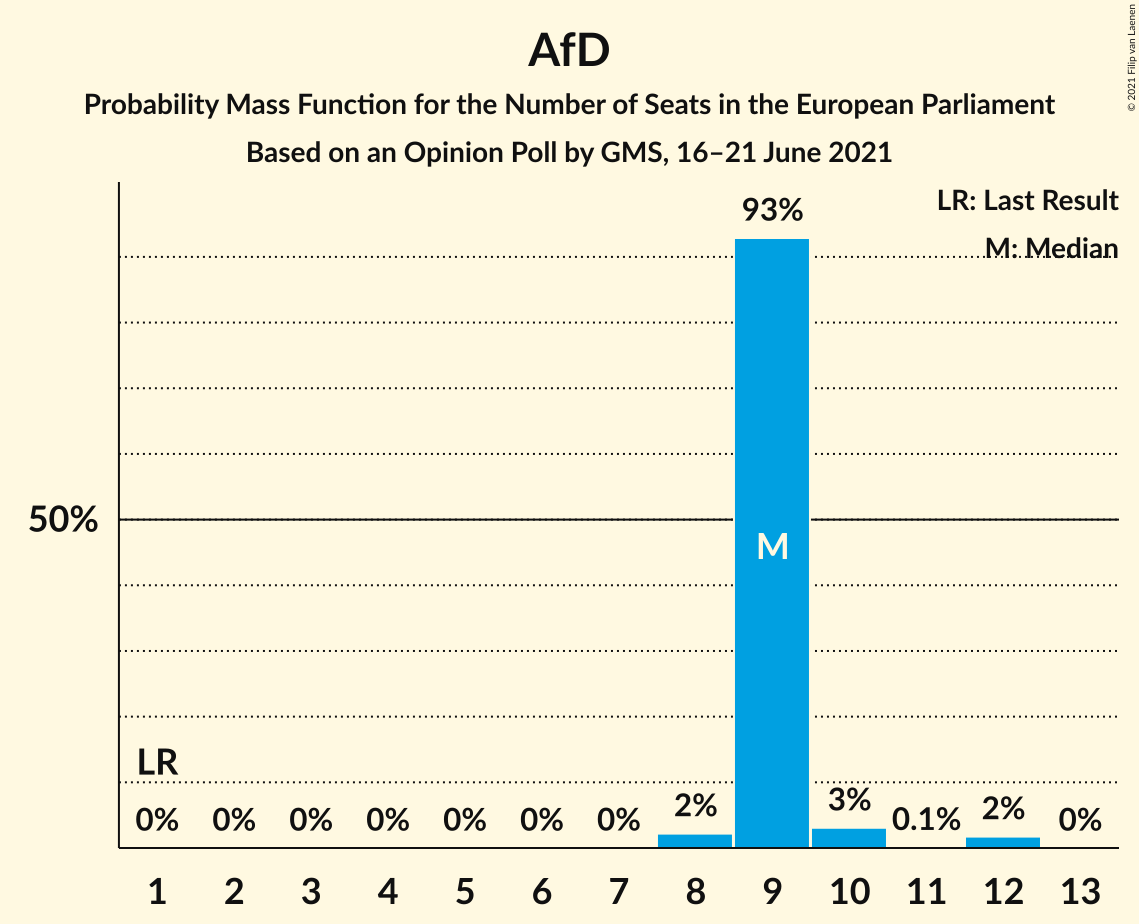 © 2021 Filip van Laenen
AfD
Probability Mass Function for the Number of Seats in the European Parliament
Based on an Opinion Poll by GMS, 16–21 June 2021
LR: Last Result
M: Median
93%
50%
M
LR
0% 0% 0% 0% 0% 0% 0% 2% 3% 0.1% 2% 0%
1 2 3 4 5 6 7 8 9 10 11 12 13